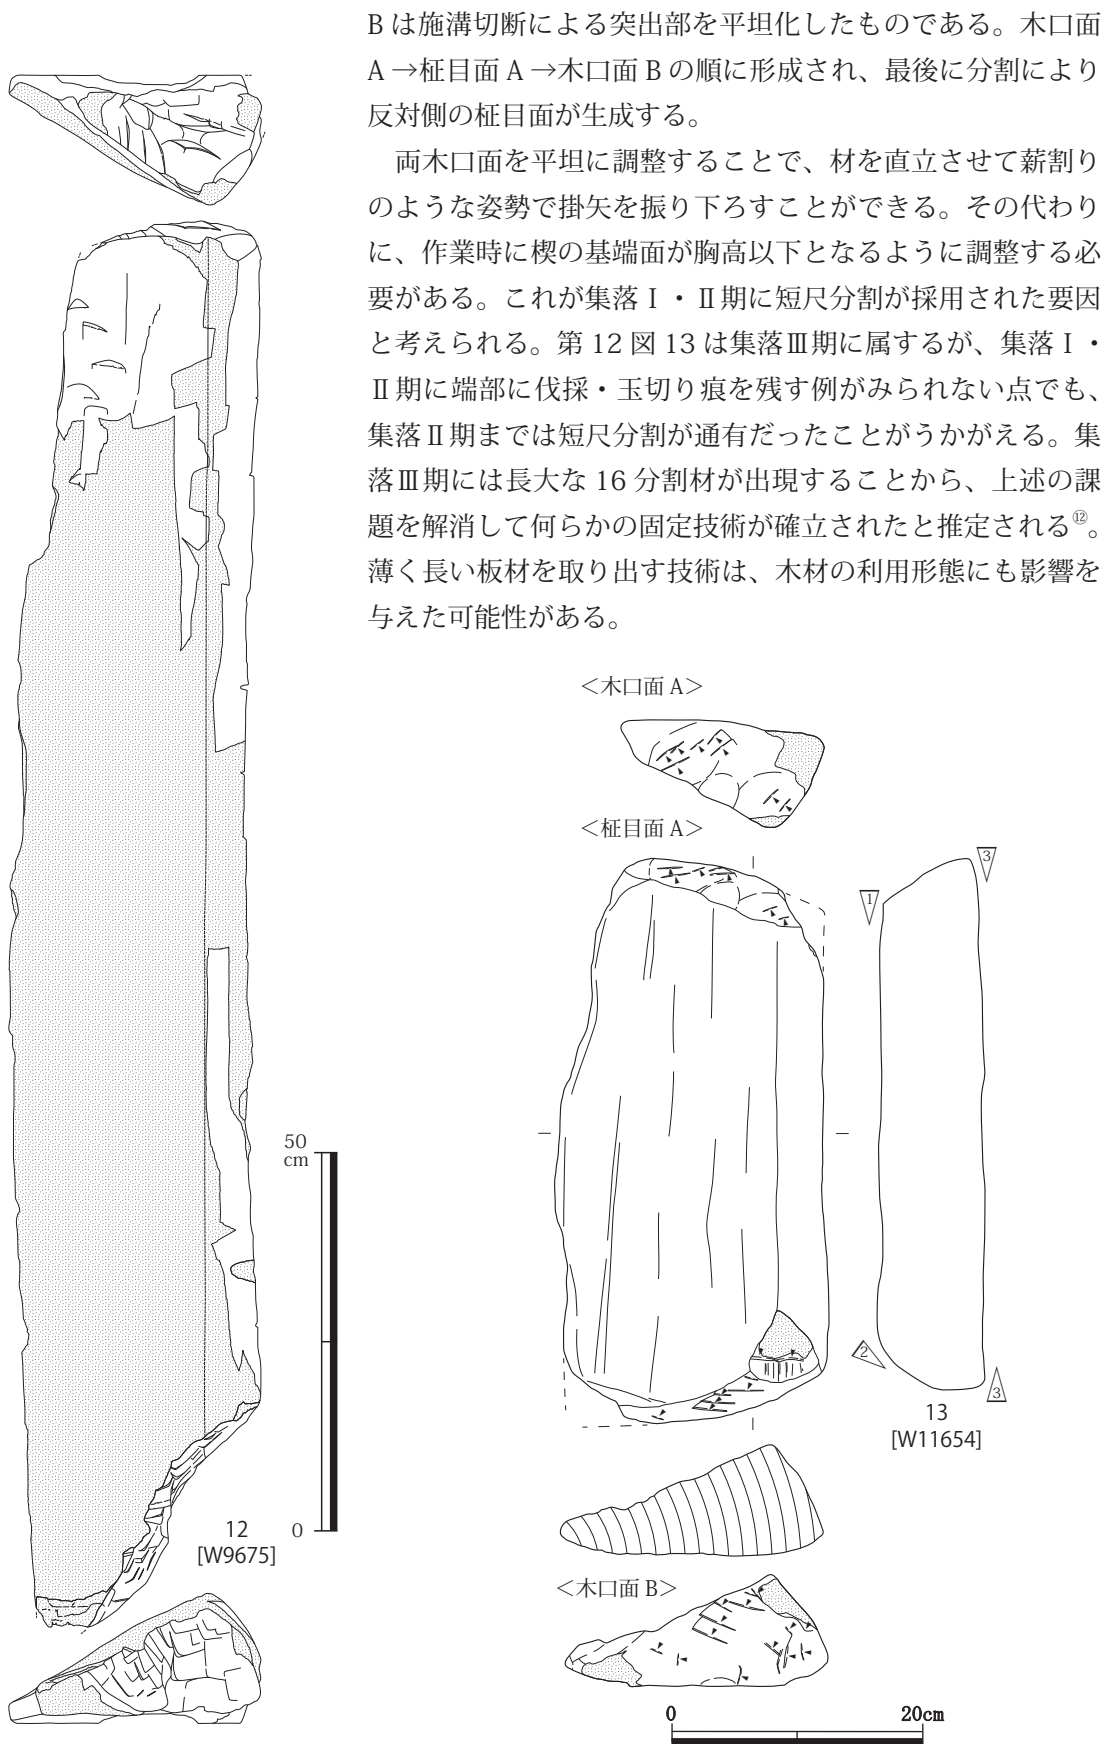 B は施溝切断による突出部を平坦化したものである。木口面
A →柾目面 A →木口面 B の順に形成され、最後に分割により
反対側の柾目面が生成する。
両木口面を平坦に調整することで、材を直立させて薪割り
のような姿勢で掛矢を振り下ろすことができる。その代わり
に、作業時に楔の基端面が胸高以下となるように調整する必
要がある。これが集落Ⅰ・Ⅱ期に短尺分割が採用された要因
と考えられる。第 12 図 13 は集落Ⅲ期に属するが、集落Ⅰ・
Ⅱ期に端部に伐採・玉切り痕を残す例がみられない点でも、
集落Ⅱ期までは短尺分割が通有だったことがうかがえる。集
落Ⅲ期には長大な 16 分割材が出現することから、上述の課
題を解消して何らかの固定技術が確立されたと推定される⑫。
薄く長い板材を取り出す技術は、木材の利用形態にも影響を
与えた可能性がある。
＜木口面 A＞
＜柾目面 A＞
3
1
50
cm
2
3
13
[W11654]
12
[W9675]
0
＜木口面 B＞
0
20cm